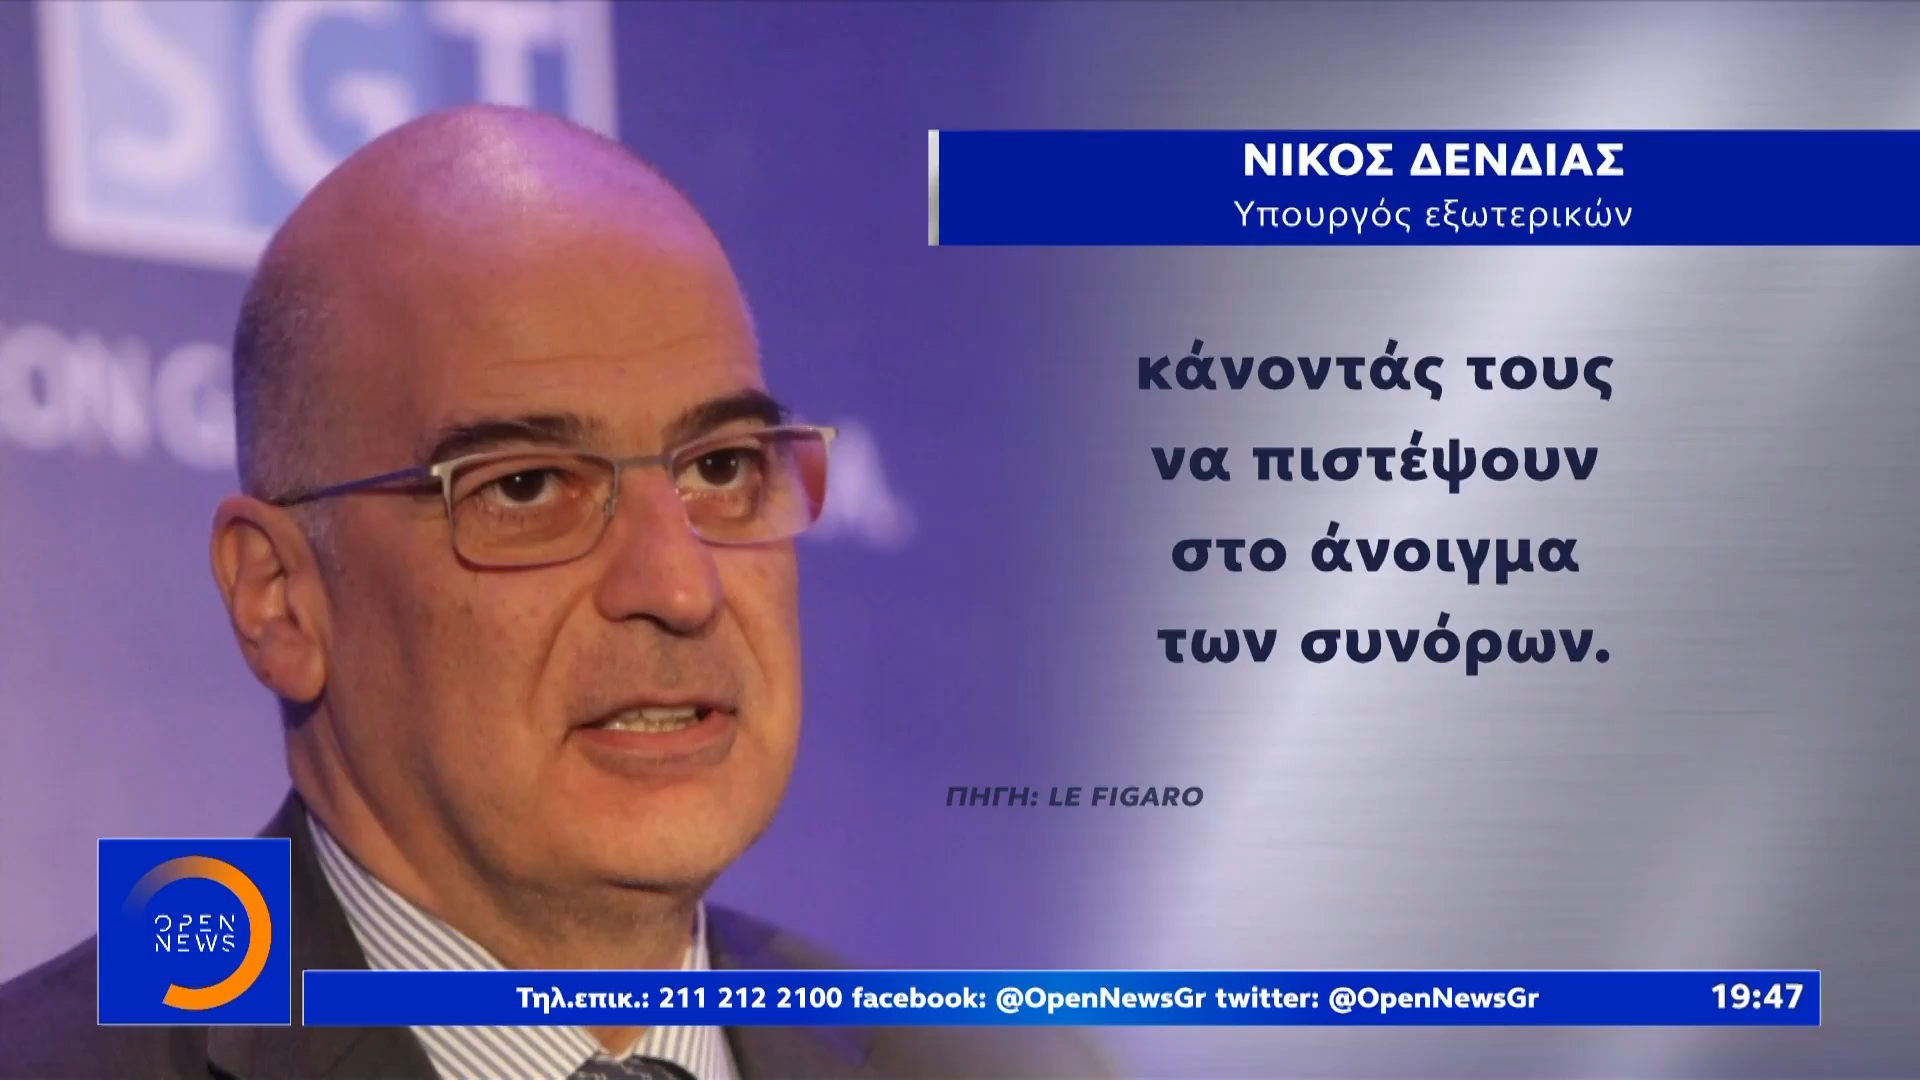 SGT
ΝΙΚΟΣ ΔΕΝΔΙΑΣ
Υπουργός εξωτερικών
κάνοντάς τους
να πιστέψουν
στο άνοιγμα
των συνόρων.
ΠΗΓΗ: LE FIGARO
OPEN
NEWS
Τηλ.επικ.: 211 212 2100 facebook: @OpenNewsGr twitter: @OpenNewsGr
19:47